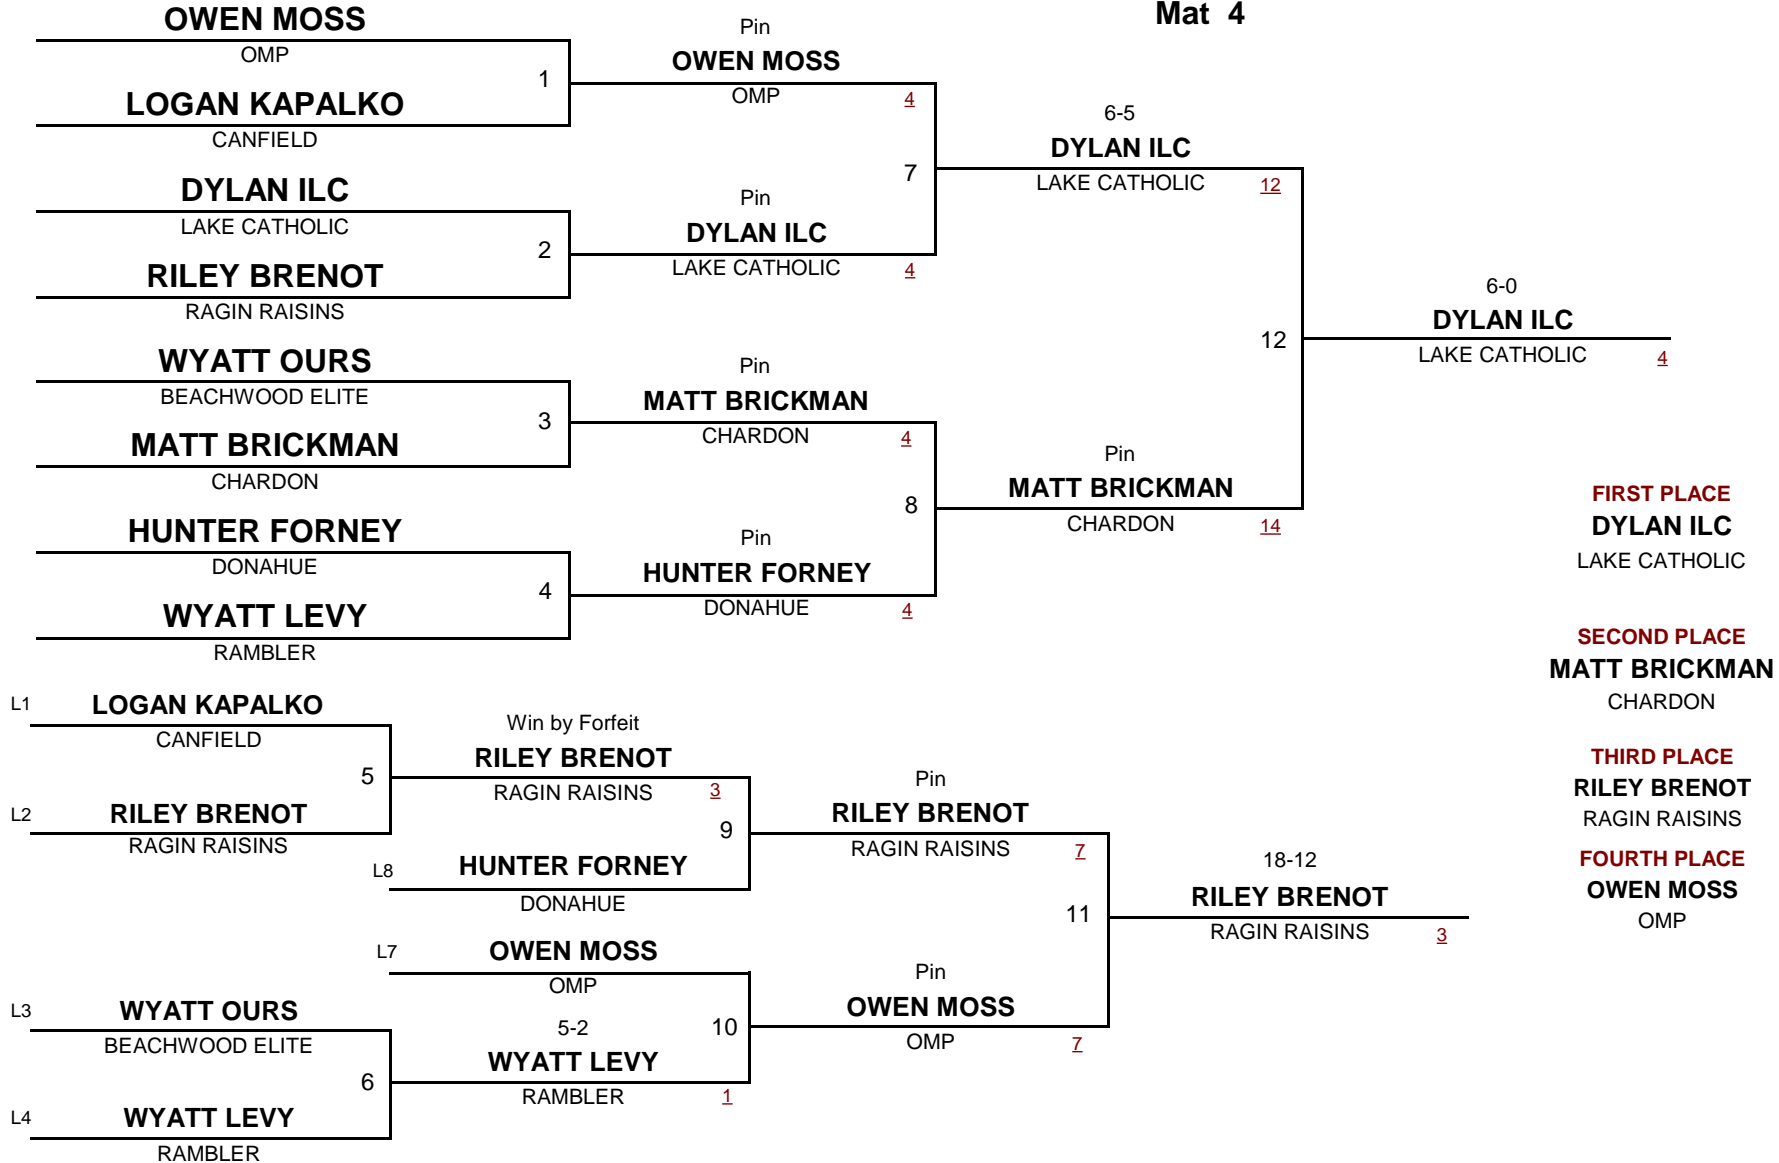 Mat 4
OWEN MOSS
OMP
1
LOGAN KAPALKO
CANFIELD
DYLAN ILC
LAKE CATHOLIC
2
RILEY BRENOT
RAGIN RAISINS
WYATT OURS
BEACHWOOD ELITE
3
MATT BRICKMAN
CHARDON
HUNTER FORNEY
DONAHUE
4
WYATT LEVY
RAMBLER
Pin
OWEN MOSS
OMP 4
7
Pin
DYLAN ILC
LAKE CATHOLIC 4
Pin
MATT BRICKMAN
CHARDON 4
8
Pin
HUNTER FORNEY
DONAHUE 4
6-5
DYLAN ILC
LAKE CATHOLIC 12
12
Pin
MATT BRICKMAN
CHARDON 14
6-0
DYLAN ILC
LAKE CATHOLIC 4
FIRST PLACE
DYLAN ILC
LAKE CATHOLIC
SECOND PLACE
MATT BRICKMAN
CHARDON
THIRD PLACE
RILEY BRENOT
RAGIN RAISINS
FOURTH PLACE
OWEN MOSS
OMP
L1 LOGAN KAPALKO
CANFIELD
5
L2 RILEY BRENOT
RAGIN RAISINS
Win by Forfeit
RILEY BRENOT
RAGIN RAISINS 3
9
L8 HUNTER FORNEY
DONAHUE
L7 OWEN MOSS
OMP
10
L3 WYATT OURS
BEACHWOOD ELITE
6
L4 WYATT LEVY
RAMBLER
5-2
WYATT LEVY
RAMBLER 1
Pin
RILEY BRENOT
RAGIN RAISINS 7
11
Pin
OWEN MOSS
OMP 7
18-12
RILEY BRENOT
RAGIN RAISINS 3